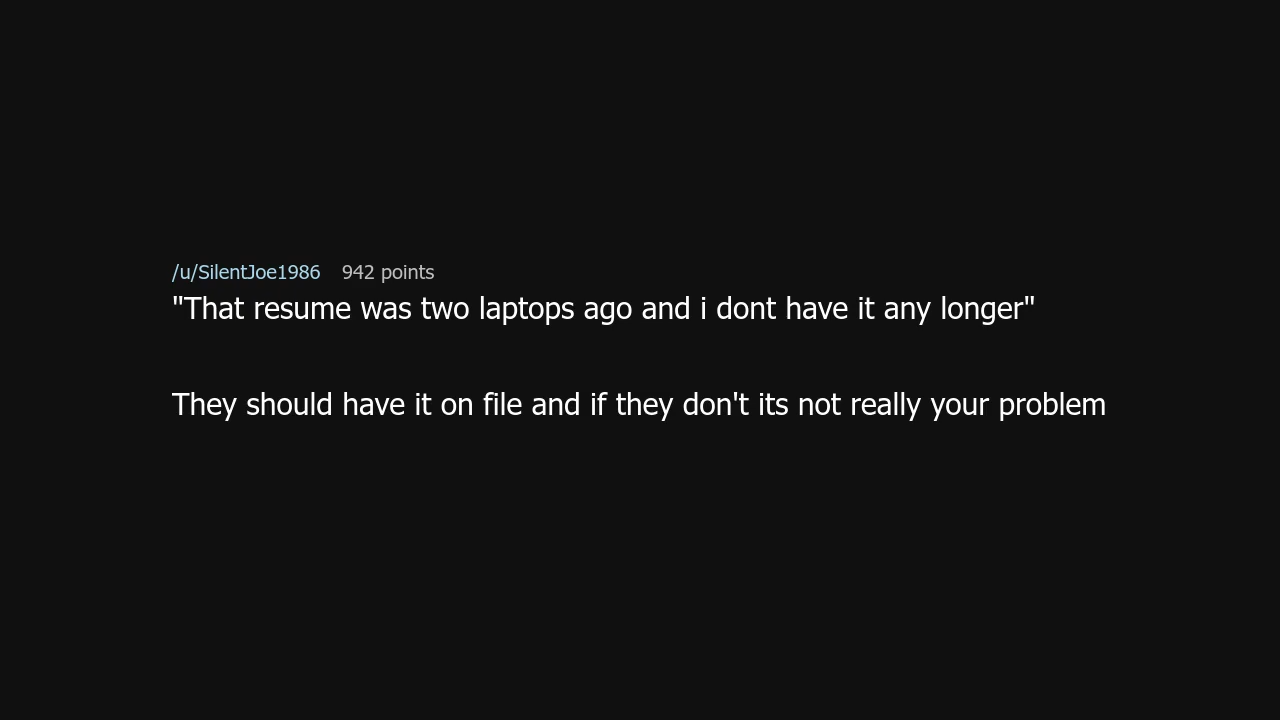 /u/SilentJoe1986 942 points
"That resume was two laptops ago and i dont have it any longer"
They should have it on file and if they don't its not really your problem